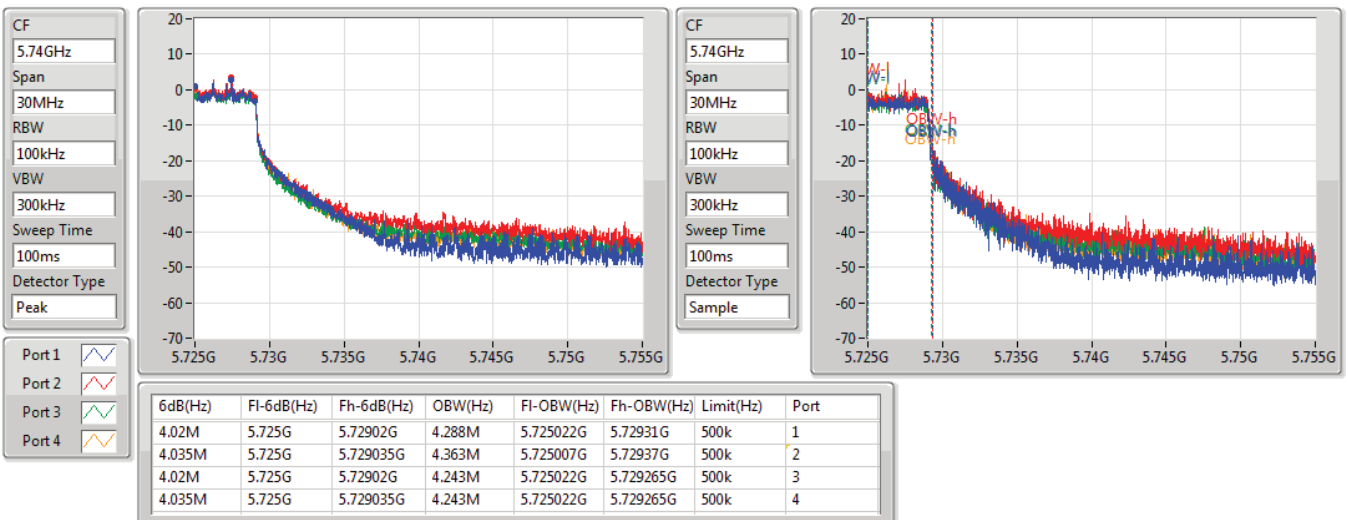 CF
5.74GHz
Span
30MHz
RBW
100kHz
VBW
300kHz
Sweep Time
100ms
Detector Type
Peak
20
10
0
-10
-20
-30
-40
-50
-60
-70
5.725G 5.73G 5.735G 5.74G 5.745G 5.75G 5.755G
CF
5.74GHz
Span
30MHz
RBW
100kHz
VBW
300kHz
Sweep Time
100ms
Detector Type
Sample
20
10
0
-10
-20
-30
-40
-50
-60
-70
W-l
W-l
OBW-h
OBW-h
OBW-h
5.725G 5.73G 5.735G 5.74G 5.745G 5.75G 5.755G
Port 1
Port 2
Port 3
Port 4
6dB(Hz) Fl-6dB(Hz) Fh-6dB(Hz) OBW(Hz) Fl-OBW(Hz) Fh-OBW(Hz) Limit(Hz) Port
4.02M 5.725G 5.72902G 4.288M 5.725022G 5.72931G 500k 1
4.035M 5.725G 5.729035G 4.363M 5.725007G 5.72937G 500k 2
4.02M 5.725G 5.72902G 4.243M 5.725022G 5.729265G 500k 3
4.035M 5.725G 5.729035G 4.243M 5.725022G 5.729265G 500k 4